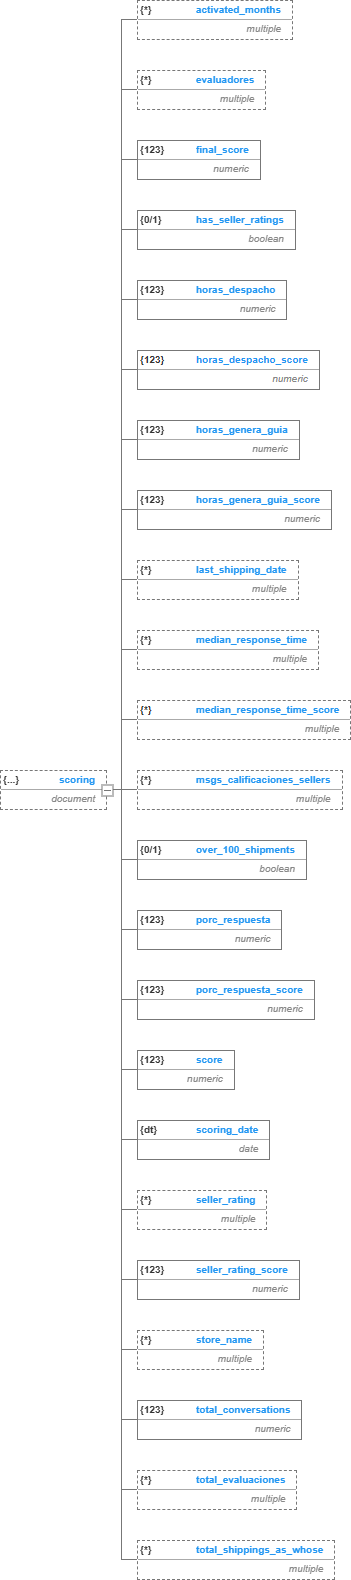 {*} activated_months
multiple
{*} evaluadores
multiple
{123} final_score
numeric
{0/1} has_seller_ratings
boolean
{123} horas_despacho
numeric
{123} horas_despacho_score
numeric
{123} horas_genera_guia
numeric
{123} horas_genera_guia_score
numeric
{*} last_shipping_date
multiple
{*} median_response_time
multiple
{*} median_response_time_score
multiple
{...} scoring
document
{*} msgs_calificaciones_sellers
multiple
{0/1} over_100_shipments
boolean
{123} porc_respuesta
numeric
{123} porc_respuesta_score
numeric
{123} score
numeric
{dt} scoring_date
date
{*} seller_rating
multiple
{123} seller_rating_score
numeric
{*} store_name
multiple
{123} total_conversations
numeric
{*} total_evaluaciones
multiple
{*} total_shippings_as_whose
multiple